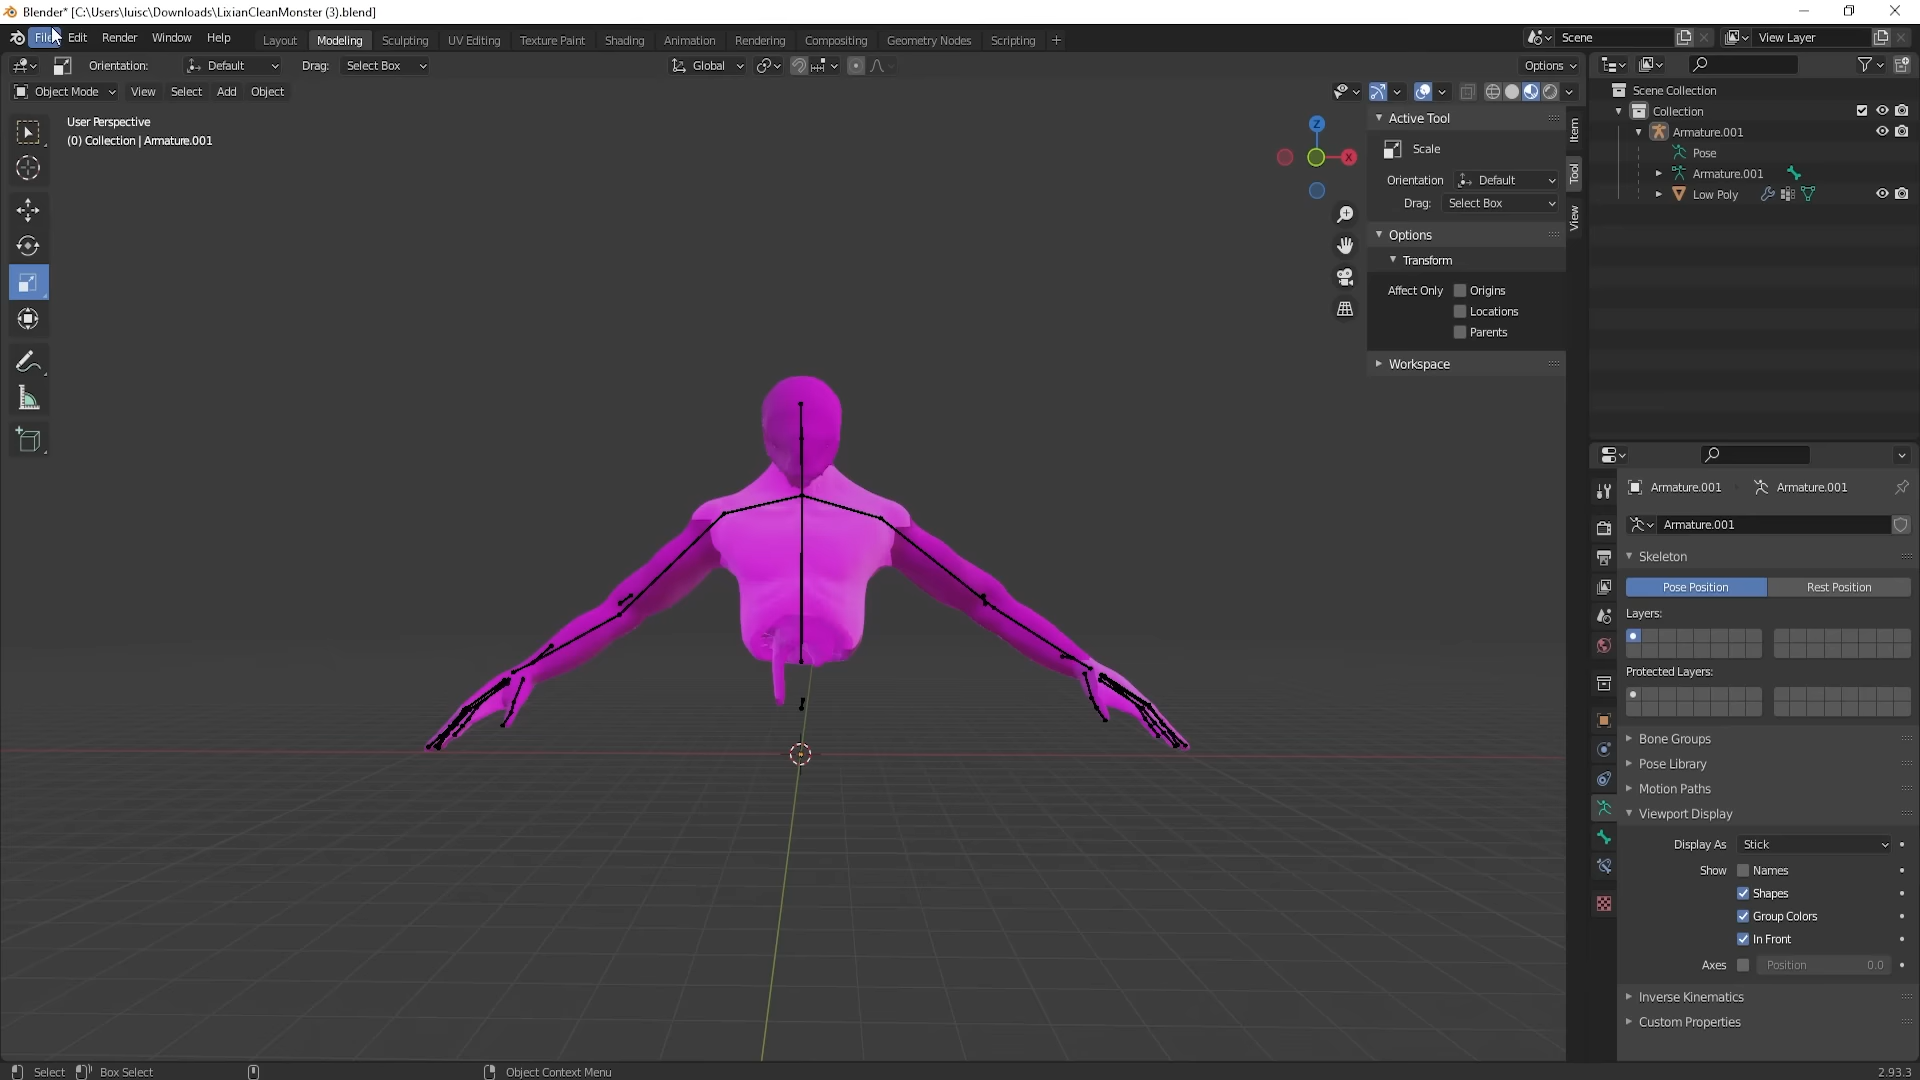 Blender* [C:\Users\luisc\Downloads\LixianCleanMonster (3).blend]
File Edit Render Window Help Layout Modeling Sculpting UV Editing Texture Paint Shading Animation Rendering Compositing Geometry Nodes Scripting + Scene View Layer
Orientation: Default Drag: Select Box Global Options
Object Mode View Select Add Object
User Perspective
(0) Collection | Armature.001
Z
X
Active Tool
Scale
Orientation Default
Drag: Select Box
Options
Transform
Affect Only Origins
Locations
Parents
Workspace
Item
Tool
View
Scene Collection
Collection
Armature.001
Pose
Armature.001
Low Poly
Armature.001 Armature.001
Armature.001
Skeleton
Pose Position Rest Position
Layers:
Protected Layers:
Bone Groups
Pose Library
Motion Paths
Viewport Display
Display As Stick
Show Names
Shapes
Group Colors
In Front
Axes Position 0.0
Inverse Kinematics
Custom Properties
Select Box Select Object Context Menu 2.93.3